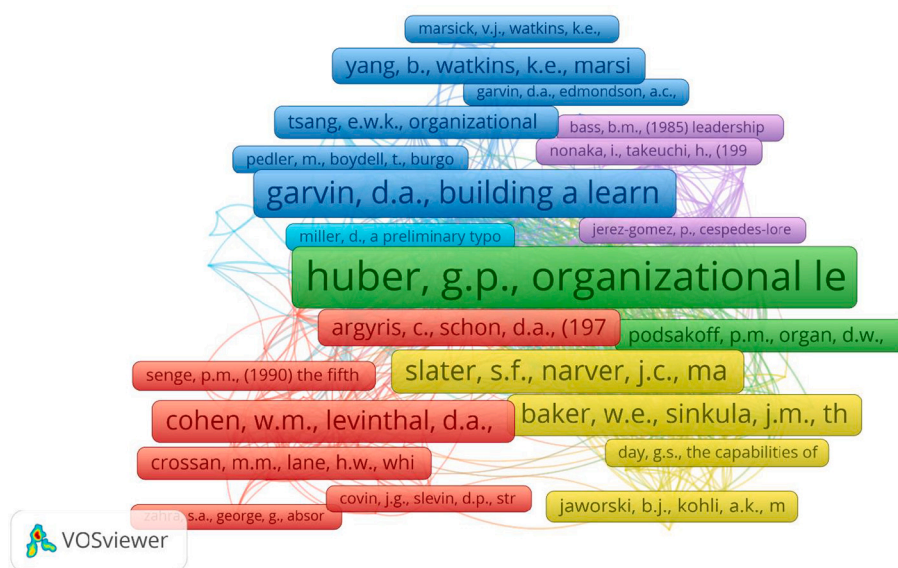 marsick, v.j., watkins, k.e.,
yang, b., watkins, k.e., marsi
garvin, d.a., edmondson, a.c.,
tsang, e.w.k., organizational
bass, b.m., (1985) leadership
nonaka, i., takeuchi, h., (199
pedler, m., boydell, t., burgo
garvin, d.a., building a learn
jerez-gomez, p., cespedes-lore
miller, d., a preliminary typo
huber, g.p., organizational le
argyris, c., schon, d.a., (197
podsakoff, p.m., organ, d.w.,
slater, s.f., narver, j.c., ma
senge, p.m., (1990) the fifth
baker, w.e., sinkula, j.m., th
cohen, w.m., levinthal, d.a.,
day, g.s., the capabilities of
crossan, m.m., lane, h.w., whi
covin, j.g., slevin, d.p., str
jaworski, b.j., kohli, a.k., m
zahra, s.a., george, g., absor
VOSviewer